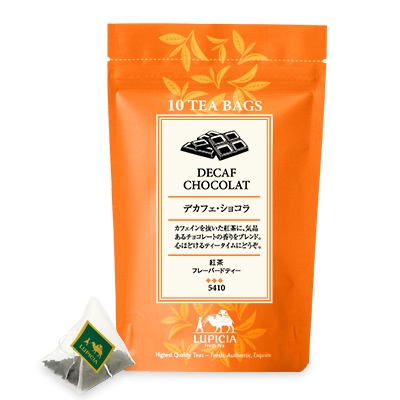 10 TEA BAGS
DECAF
CHOCOLAT
デカフェ・ショコラ
カフェインを抜いた紅茶に、気品
あるチョコレートの香りをブレンド。
心ほどけるティータイムにどうぞ。
紅茶
フレーバードティー
5410
LUPICIA
Fresh Tea
Highest Quality Teas — Fresh, Authentic, Exquisite
LUPICIA